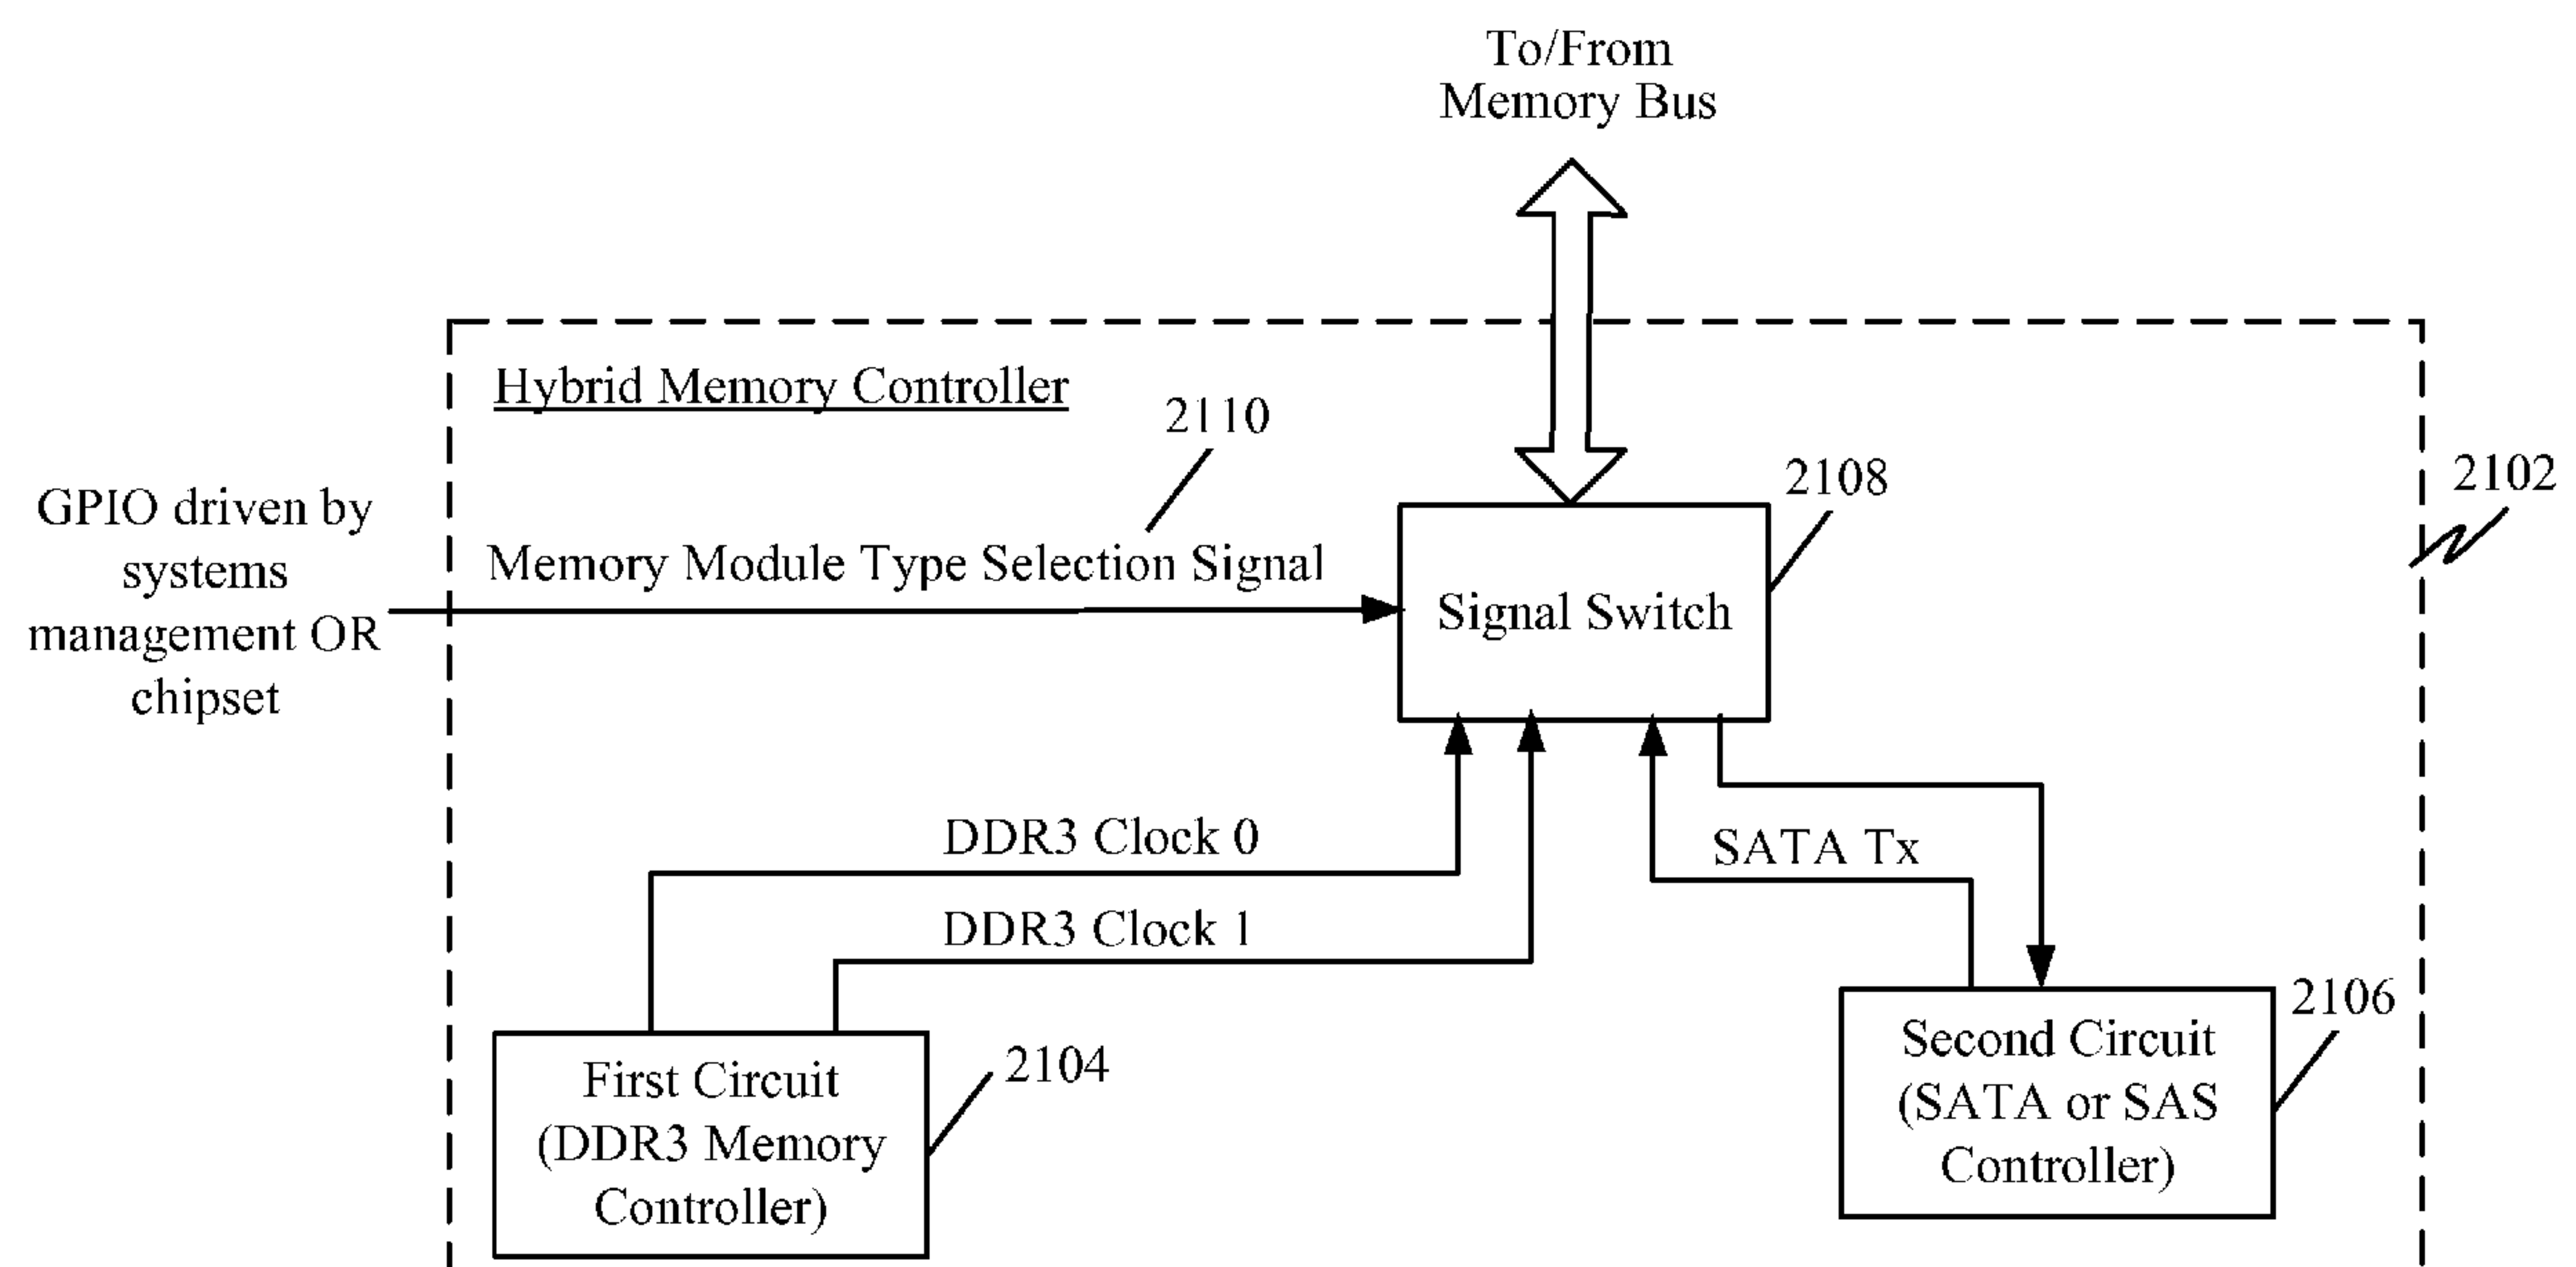 To/From
Memory Bus
Hybrid Memory Controller
2110
2108
2102
GPIO driven by
systems
management OR
chipset
Memory Module Type Selection Signal
Signal Switch
DDR3 Clock 0
SATA Tx
DDR3 Clock 1
2106
Second Circuit
(SATA or SAS
Controller)
2104
First Circuit
(DDR3 Memory
Controller)